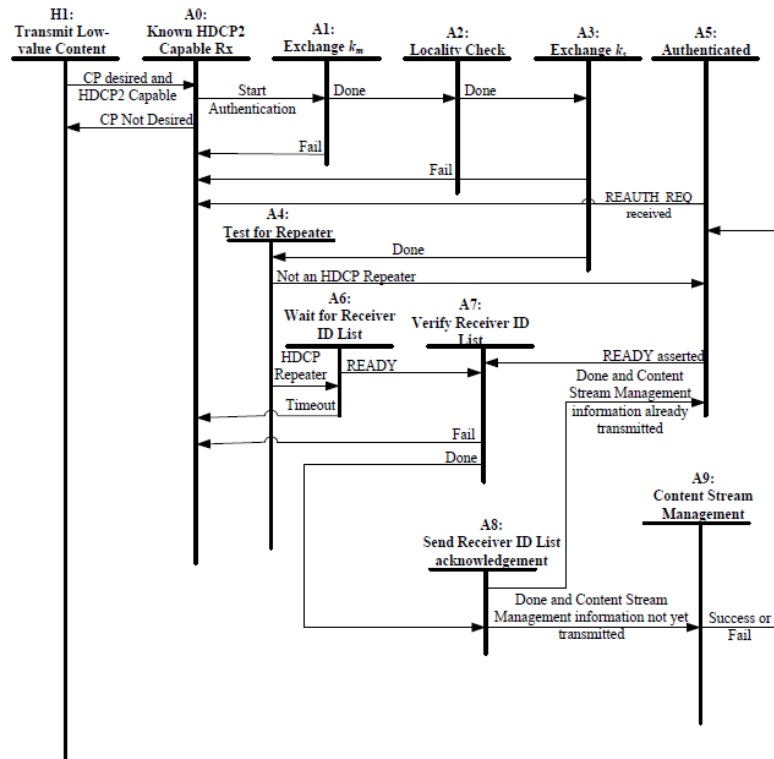 H1:
Transmit Low-
value Content
A0:
Known HDCP2
Capable Rx
A1:
Exchange km
A2:
Locality Check
A3:
Exchange ks
A5:
Authenticated
CP desired and
HDCP2 Capable
Start
Authentication
Done
Done
CP Not Desired
Fail
Fail
REAUTH_REQ
received
A4:
Test for Repeater
Done
Not an HDCP Repeater
A6:
Wait for Receiver
ID List
A7:
Verify Receiver ID
List
HDCP
Repeater
READY
READY asserted
Done and Content
Stream Management
information already
transmitted
Timeout
Fail
Done
A9:
Content Stream
Management
A8:
Send Receiver ID List
acknowledgement
Done and Content Stream
Management information not yet
transmitted
Success or
Fail